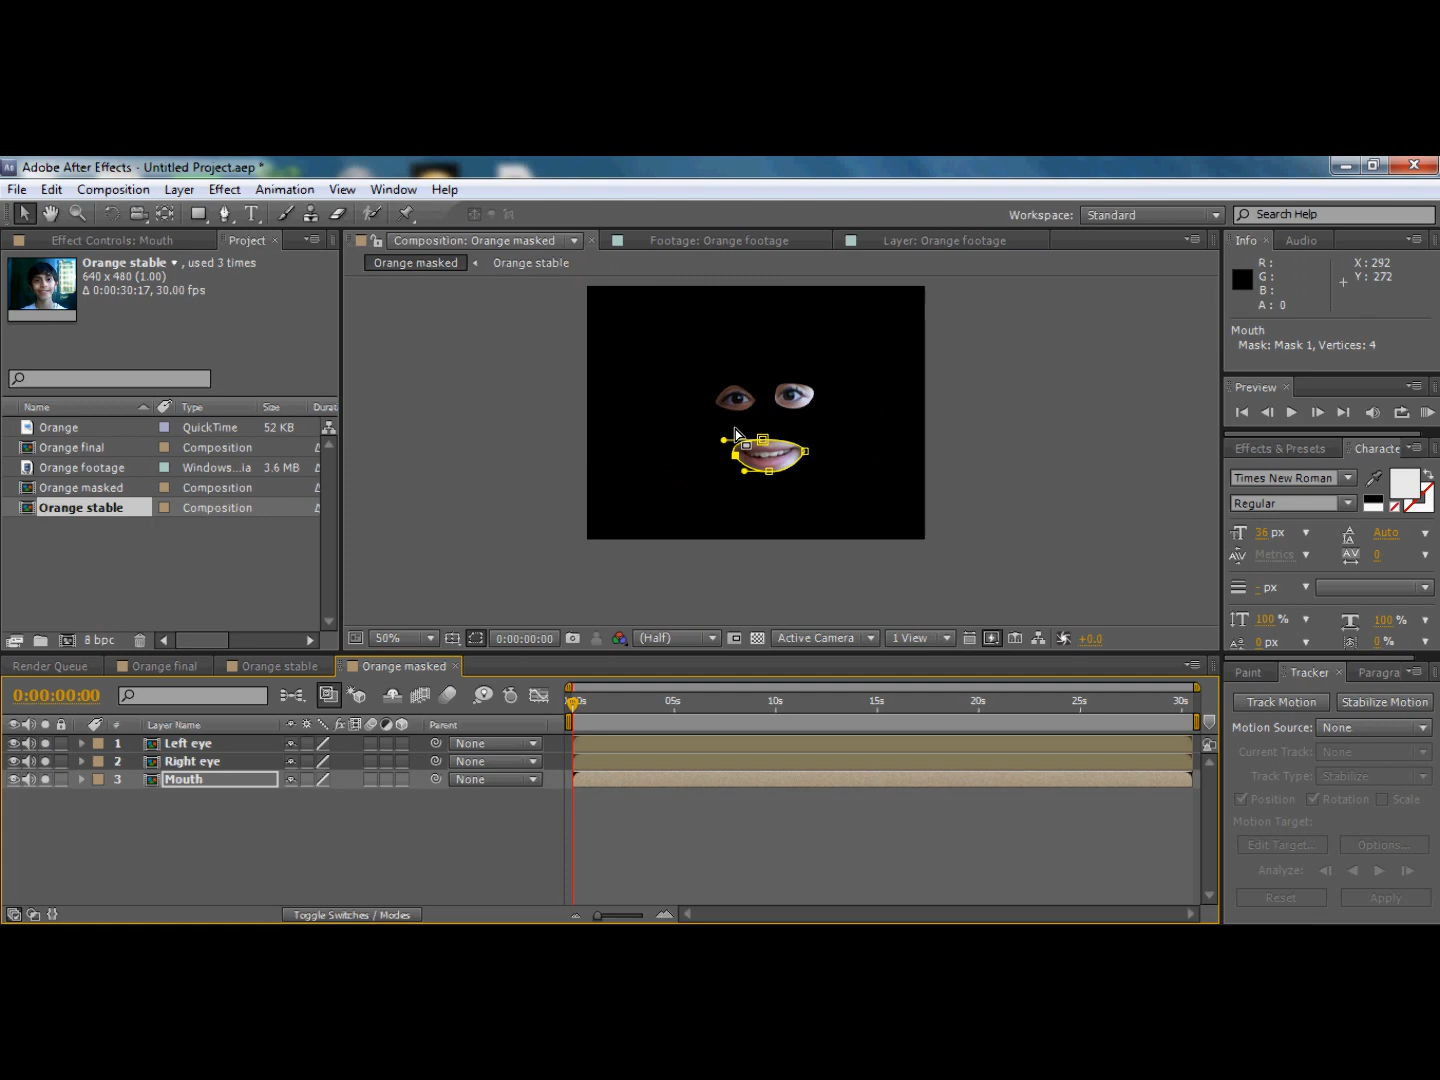 Adobe After Effects - Untitled Project.aep *
File Edit Composition Layer Effect Animation View Window Help
Workspace: Standard Search Help
Effect Controls: Mouth Project
Composition: Orange masked Footage: Orange footage Layer: Orange footage
Info Audio
Orange stable , used 3 times
640 x 480 (1.00)
Δ 0:00:30:17, 30.00 fps
Orange masked Orange stable
R : X : 292
G : Y : 272
B :
A : 0
Mouth
Mask: Mask 1, Vertices: 4
Preview
Name Type Size Durat
Orange QuickTime 52 KB
Orange final Composition
Orange footage Windows...ia 3.6 MB
Orange masked Composition
Orange stable Composition
Effects & Presets Characte
Times New Roman
Regular
36 px Auto
Metrics 0
- px
100 % 100 %
0 px 0 %
8 bpc
50% 0:00:00:00 (Half) Active Camera 1 View +0.0
Render Queue Orange final Orange stable Orange masked
Paint Tracker Paragra
0:00:00:00
05s 10s 15s 20s 25s 30s
# Layer Name Parent
1 Left eye None
2 Right eye None
3 Mouth None
Toggle Switches / Modes
Track Motion Stabilize Motion
Motion Source: None
Current Track: None
Track Type: Stabilize
Position Rotation Scale
Motion Target:
Edit Target... Options...
Analyze:
Reset Apply